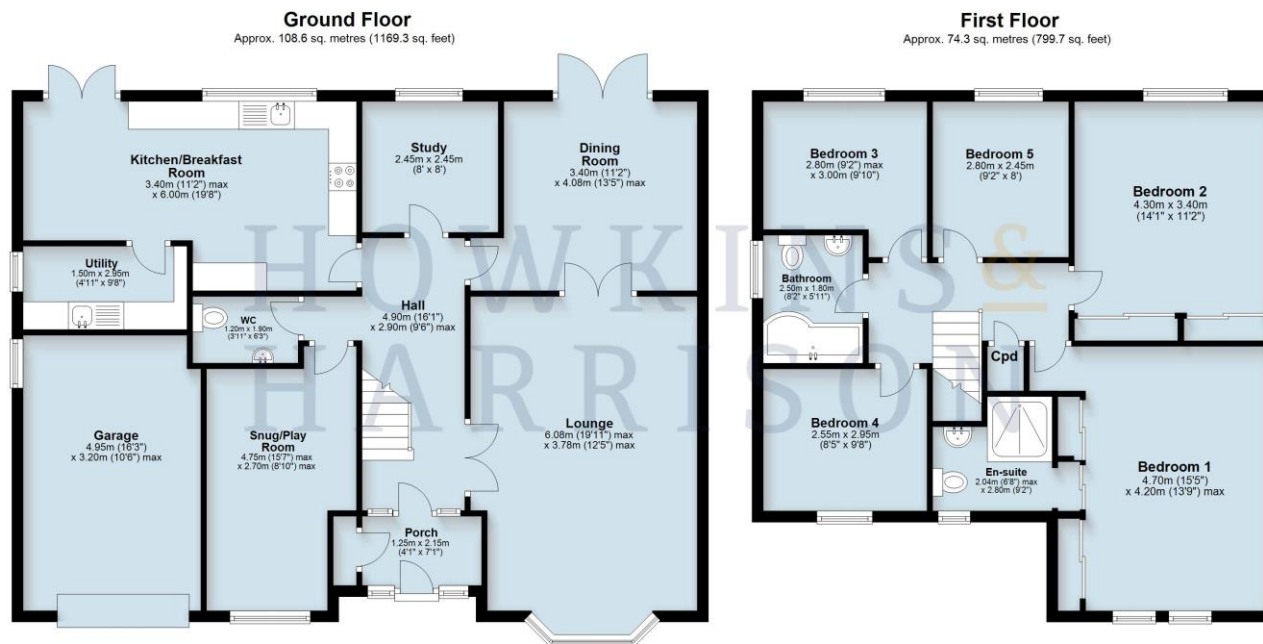 Ground Floor
Approx. 108.6 sq. metres (1169.3 sq. feet)
Kitchen/Breakfast
Room
3.40m (11'2") max
x 6.00m (19'8")
Study
2.45m x 2.45m
(8' x 8')
Dining
Room
3.40m (11'2")
x 4.08m (13'5") max
Utility
1.50m x 2.95m
(4'11" x 9'8")
WC
1.20m x 1.90m
(3'11" x 6'3")
Hall
4.90m (16'1")
x 2.90m (9'6") max
Garage
4.95m (16'3")
x 3.20m (10'6") max
Snug/Play
Room
4.75m (15'7") max
x 2.70m (8'10") max
Lounge
6.08m (19'11") max
x 3.78m (12'5") max
Porch
1.25m x 2.15m
(4'1" x 7'1")
First Floor
Approx. 74.3 sq. metres (799.7 sq. feet)
Bedroom 3
2.80m (9'2") max
x 3.00m (9'10")
Bedroom 5
2.80m x 2.45m
(9'2" x 8')
Bedroom 2
4.30m x 3.40m
(14'1" x 11'2")
Bathroom
2.50m x 1.80m
(8'2" x 5'11")
Cpd
Bedroom 4
2.55m x 2.95m
(8'5" x 9'8")
En-suite
2.04m (6'8") max
x 2.80m (9'2")
Bedroom 1
4.70m (15'5")
x 4.20m (13'9") max
HOWKINS &
HARRISON